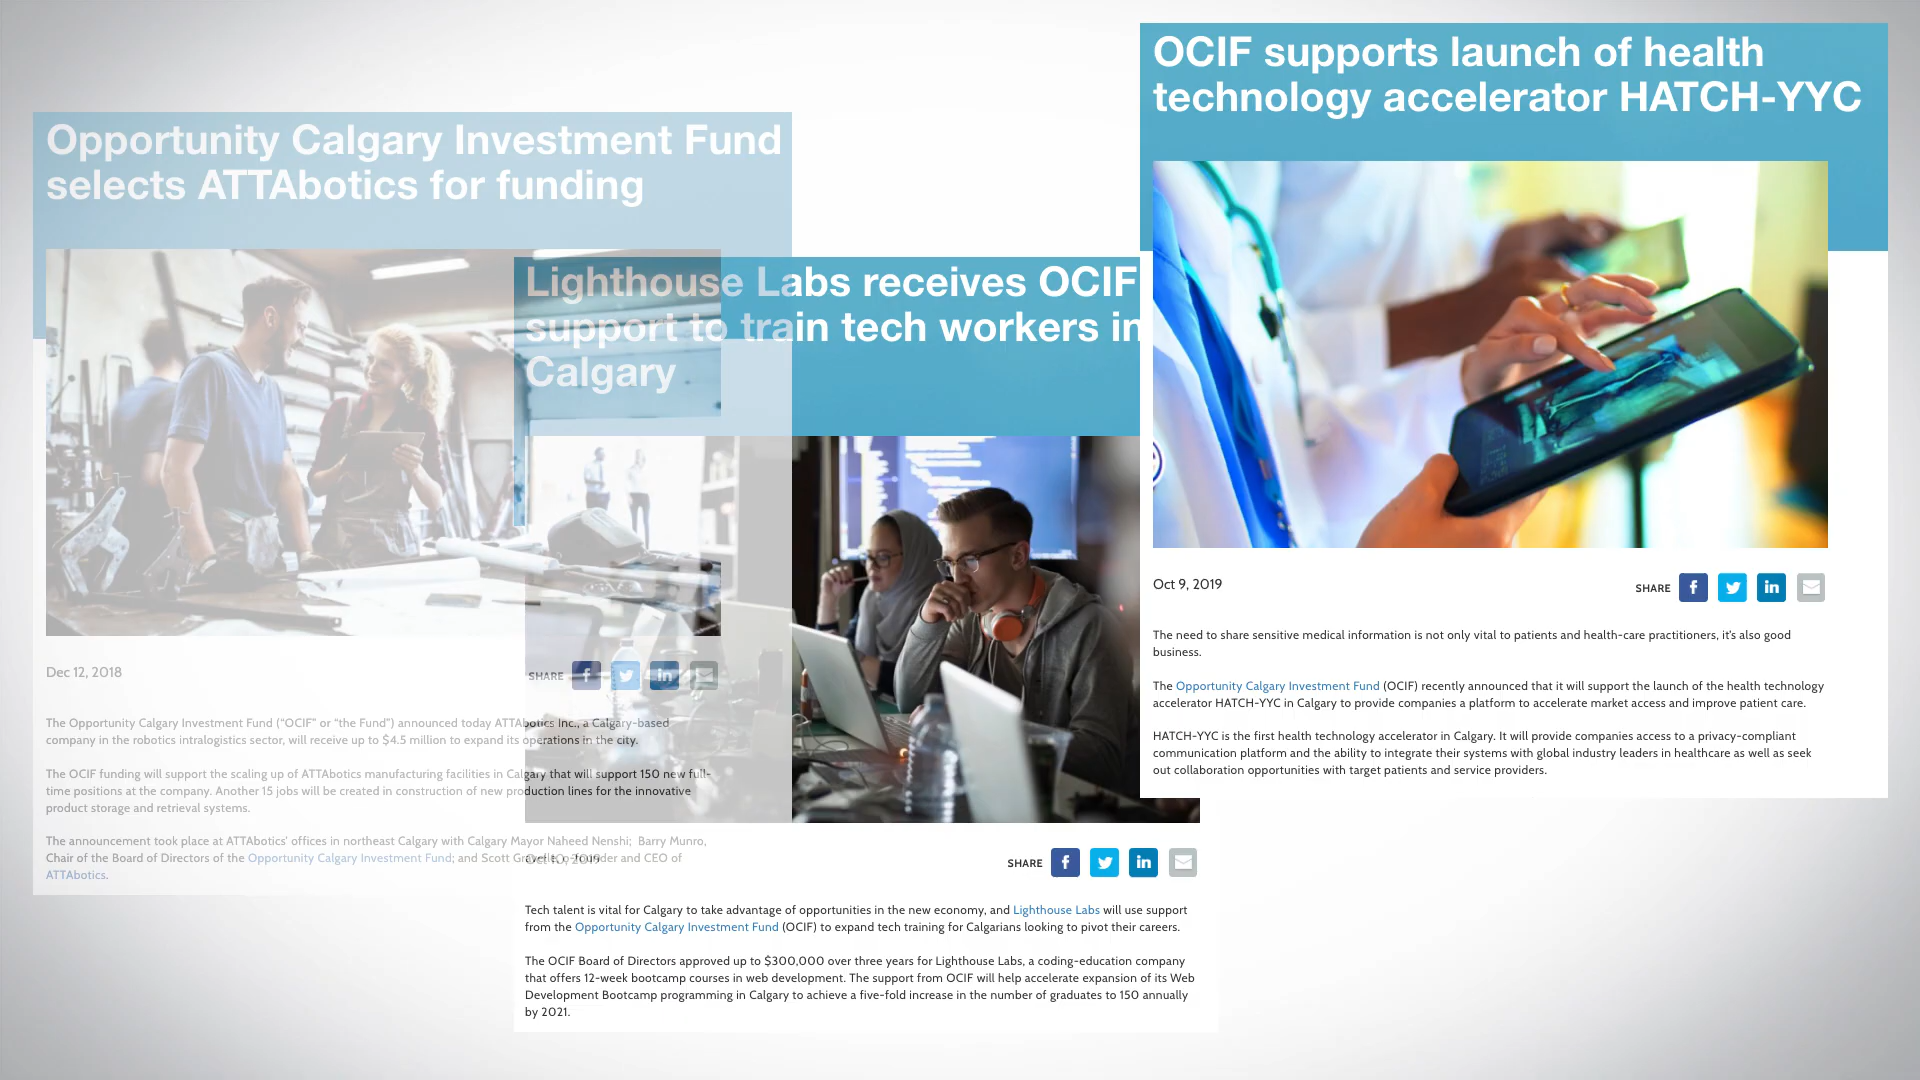 Opportunity Calgary Investment Fund
selects ATTAbotics for funding
Dec 12, 2018
SHARE
The Opportunity Calgary Investment Fund (“OCIF” or “the Fund”) announced today ATTAbotics Inc., a Calgary-based
company in the robotics intralogistics sector, will receive up to $4.5 million to expand its operations in the city.
The OCIF funding will support the scaling up of ATTAbotics manufacturing facilities in Calgary that will support 150 new full-
time positions at the company. Another 15 jobs will be created in construction of new production lines for the innovative
product storage and retrieval systems.
The announcement took place at ATTAbotics’ offices in northeast Calgary with Calgary Mayor Naheed Nenshi; Barry Munro,
Chair of the Board of Directors of the Opportunity Calgary Investment Fund; and Scott and CEO of
ATTAbotics.
Lighthouse Labs receives OCIF
support to train tech workers in
Calgary
Oct 10, 2019
SHARE
Tech talent is vital for Calgary to take advantage of opportunities in the new economy, and Lighthouse Labs will use support
from the Opportunity Calgary Investment Fund (OCIF) to expand tech training for Calgarians looking to pivot their careers.
The OCIF Board of Directors approved up to $300,000 over three years for Lighthouse Labs, a coding-education company
that offers 12-week bootcamp courses in web development. The support from OCIF will help accelerate expansion of its Web
Development Bootcamp programming in Calgary to achieve a five-fold increase in the number of graduates to 150 annually
by 2021.
OCIF supports launch of health
technology accelerator HATCH-YYC
Oct 9, 2019
SHARE
The need to share sensitive medical information is not only vital to patients and health-care practitioners, it's also good
business.
The Opportunity Calgary Investment Fund (OCIF) recently announced that it will support the launch of the health technology
accelerator HATCH-YYC in Calgary to provide companies a platform to accelerate market access and improve patient care.
HATCH-YYC is the first health technology accelerator in Calgary. It will provide companies access to a privacy-compliant
communication platform and the ability to integrate their systems with global industry leaders in healthcare as well as seek
out collaboration opportunities with target patients and service providers.